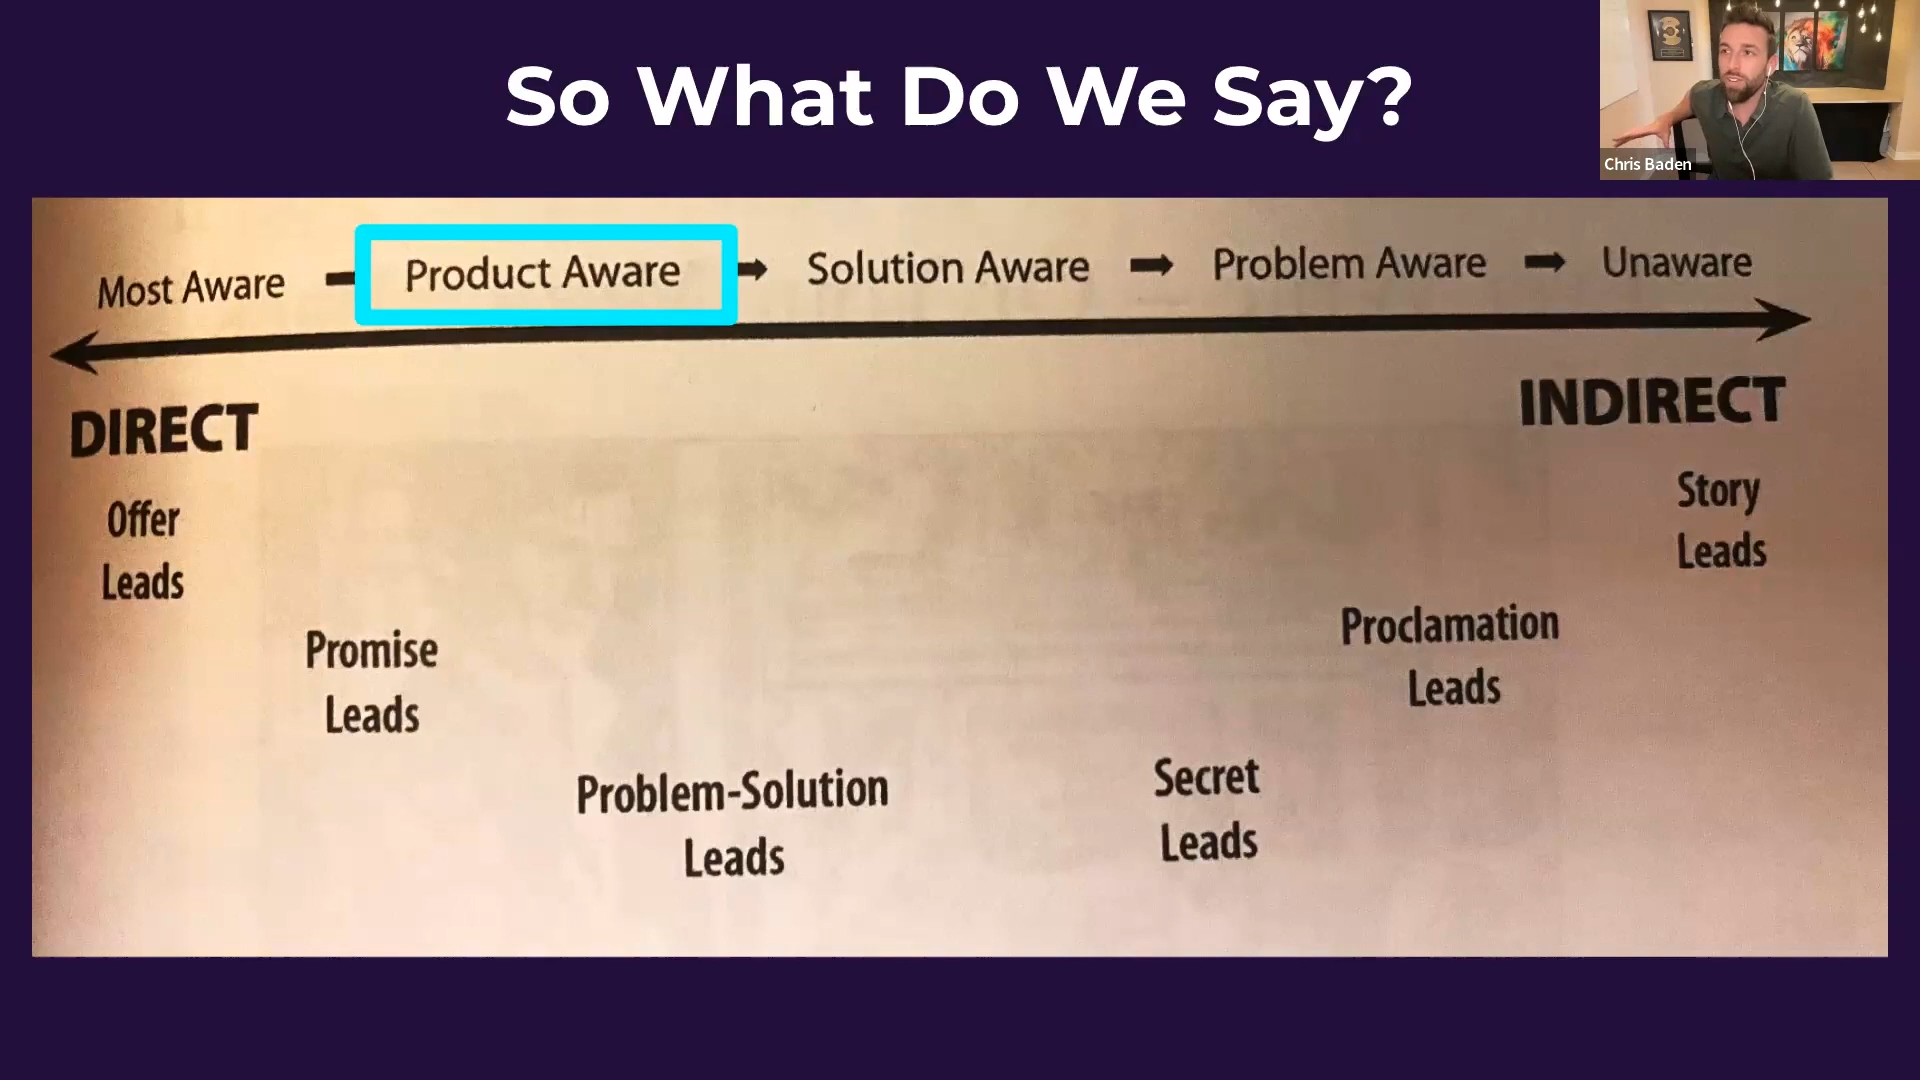 So What Do We Say?
Chris Baden
Most Aware
Product Aware
Solution Aware
Problem Aware
Unaware
DIRECT
INDIRECT
Offer
Leads
Story
Leads
Promise
Leads
Proclamation
Leads
Problem-Solution
Leads
Secret
Leads